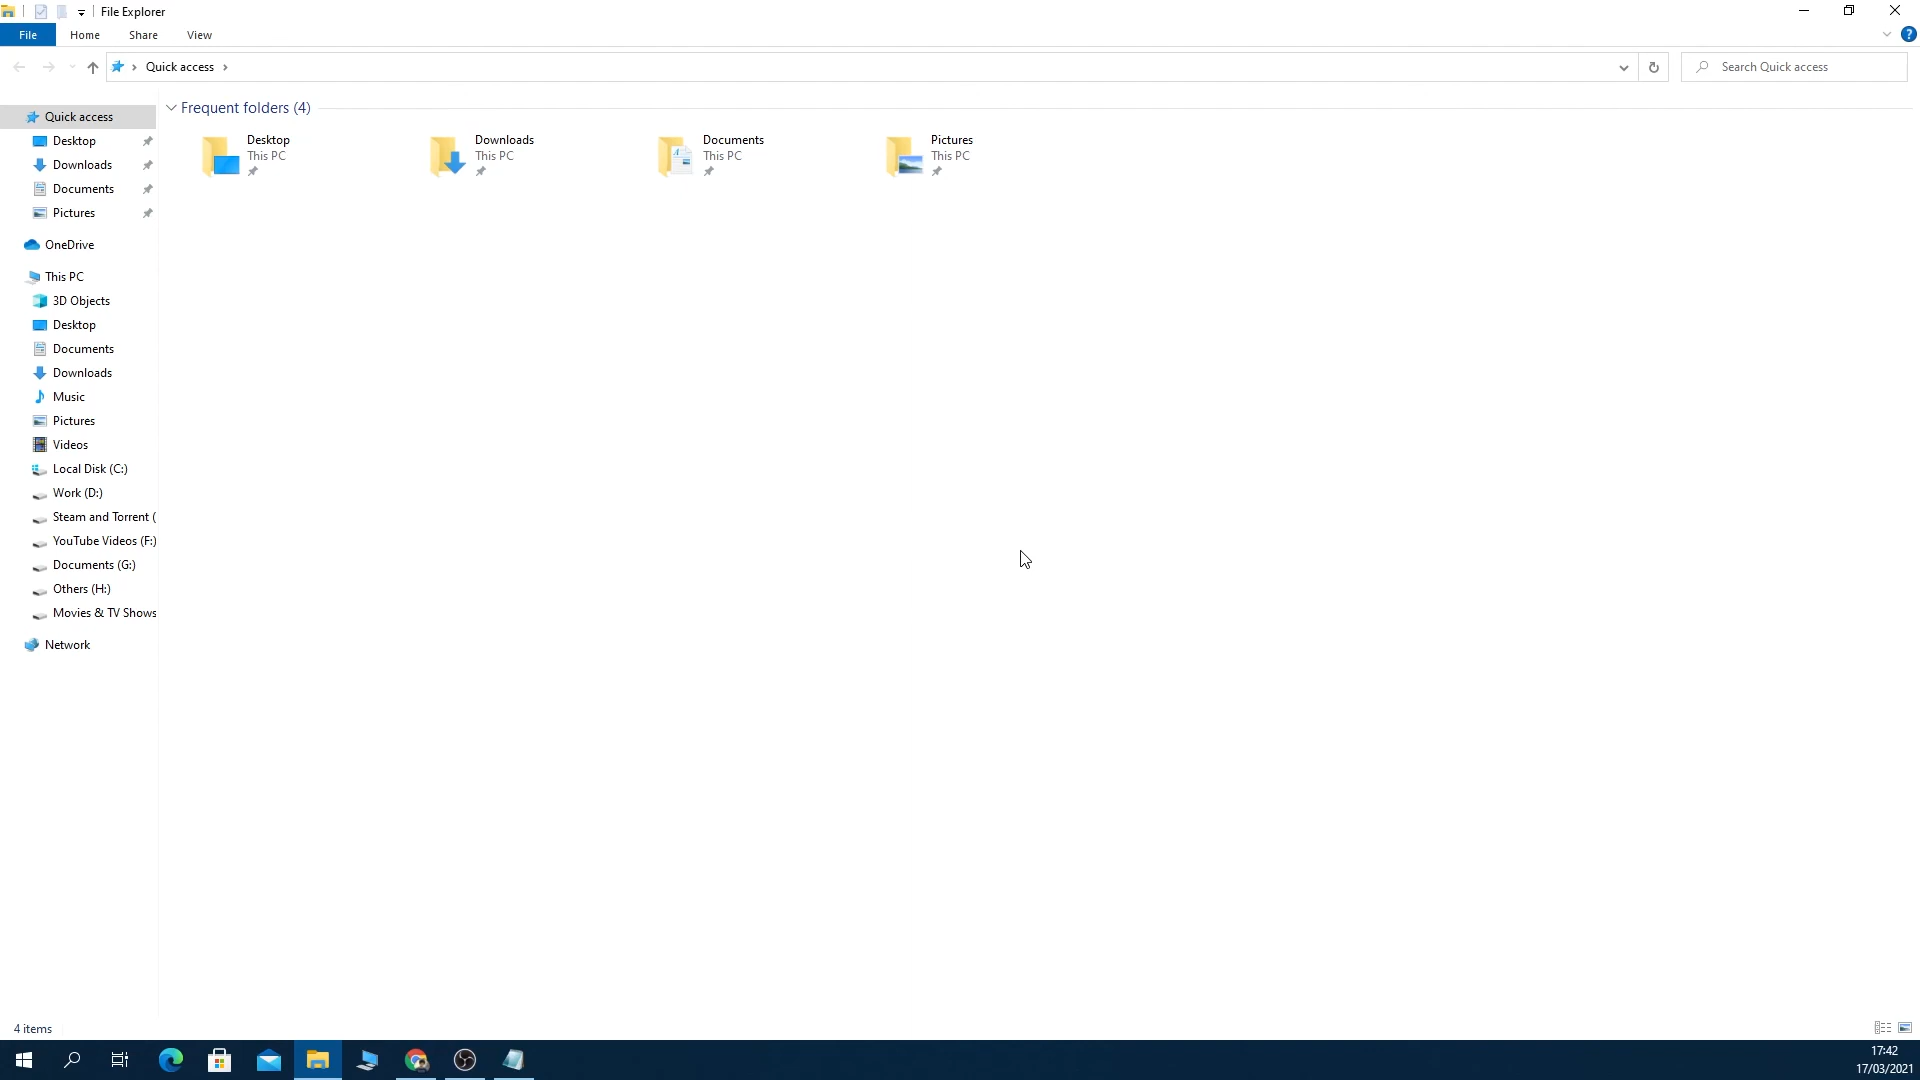 File Explorer
File Home Share View
Quick access
Search Quick access
Quick access
Desktop
Downloads
Documents
Pictures
OneDrive
This PC
3D Objects
Desktop
Documents
Downloads
Music
Pictures
Videos
Local Disk (C:)
Work (D:)
Steam and Torrent (
YouTube Videos (F:)
Documents (G:)
Others (H:)
Movies & TV Shows
Network
Frequent folders (4)
Desktop
This PC
Downloads
This PC
Documents
This PC
Pictures
This PC
4 items
17:42
17/03/2021